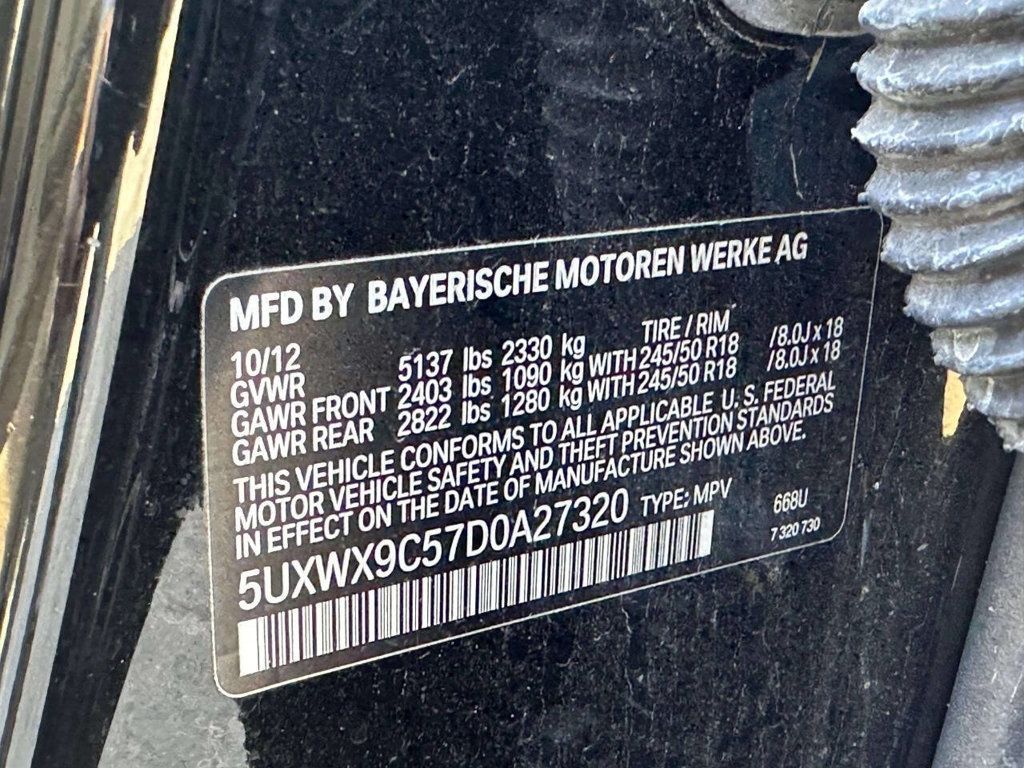 MFD BY BAYERISCHE MOTOREN WERKE AG
10/12 TIRE / RIM
GVWR 5137 lbs 2330 kg
GAWR FRONT 2403 lbs 1090 kg WITH 245/50 R18 /8.0J x 18
GAWR REAR 2822 lbs 1280 kg WITH 245/50 R18 /8.0J x 18
THIS VEHICLE CONFORMS TO ALL APPLICABLE U. S. FEDERAL
MOTOR VEHICLE SAFETY AND THEFT PREVENTION STANDARDS
IN EFFECT ON THE DATE OF MANUFACTURE SHOWN ABOVE.
5UXWX9C57D0A27320 TYPE: MPV 668U
7 320 730